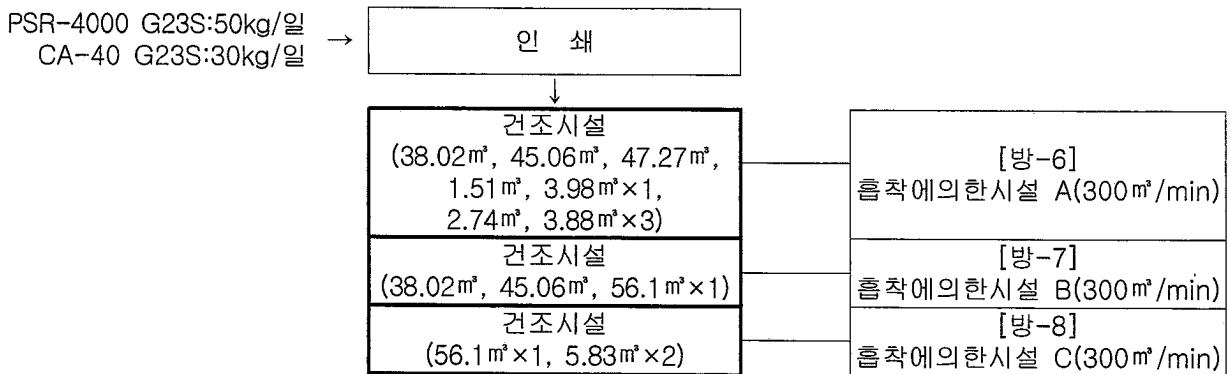 PSR-4000 G23S:50kg/일
CA-40 G23S:30kg/일
→
인 쇄
↓
건조시설
(38.02㎥, 45.06㎥, 47.27㎥,
1.51㎥, 3.98㎥×1,
2.74㎥, 3.88㎥×3)
[방-6]
흡착에의한시설 A(300㎥/min)
건조시설
(38.02㎥, 45.06㎥, 56.1㎥×1)
[방-7]
흡착에의한시설 B(300㎥/min)
건조시설
(56.1㎥×1, 5.83㎥×2)
[방-8]
흡착에의한시설 C(300㎥/min)